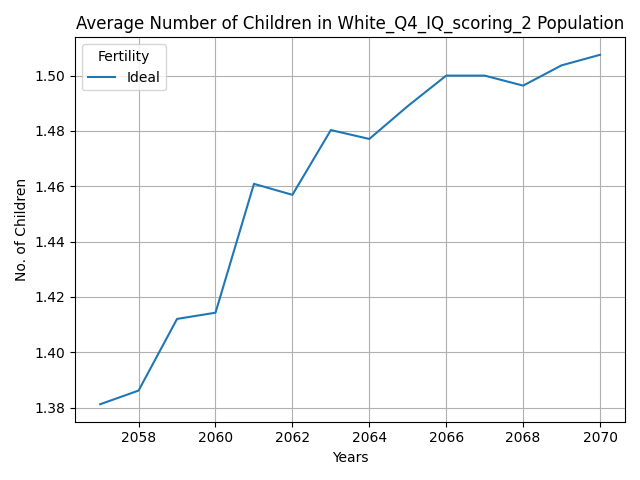 Average Number of Children in White_Q4_IQ_scoring_2 Population
Fertility
Ideal
No. of Children
1.50
1.48
1.46
1.44
1.42
1.40
1.38
2058 2060 2062 2064 2066 2068 2070
Years